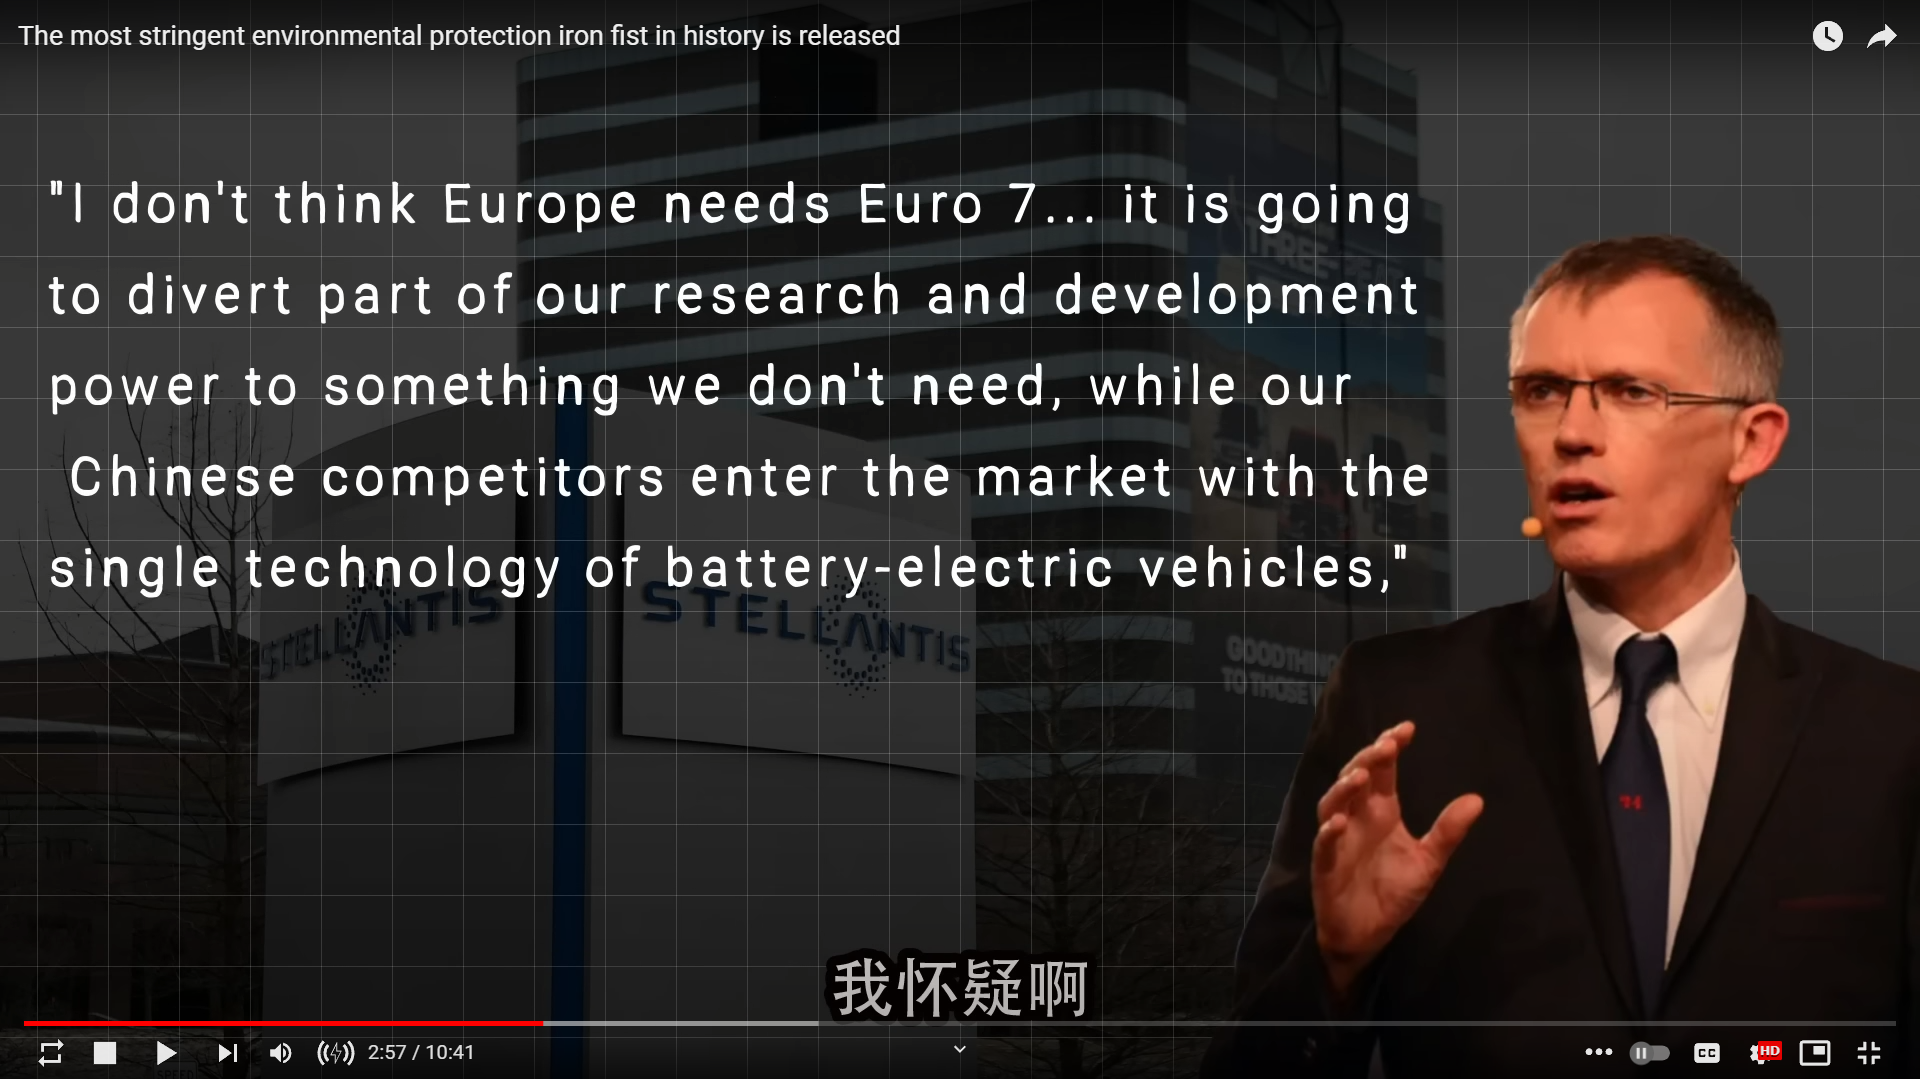 The most stringent environmental protection iron fist in history is released
"I don't think Europe needs Euro 7... it is going
to divert part of our research and development
power to something we don't need, while our
Chinese competitors enter the market with the
single technology of battery-electric vehicles,"
STELLANTIS
STELLANTIS
THREE-
GOOD THING
TO THOSE W
我怀疑啊
2:57 / 10:41
CC
HD